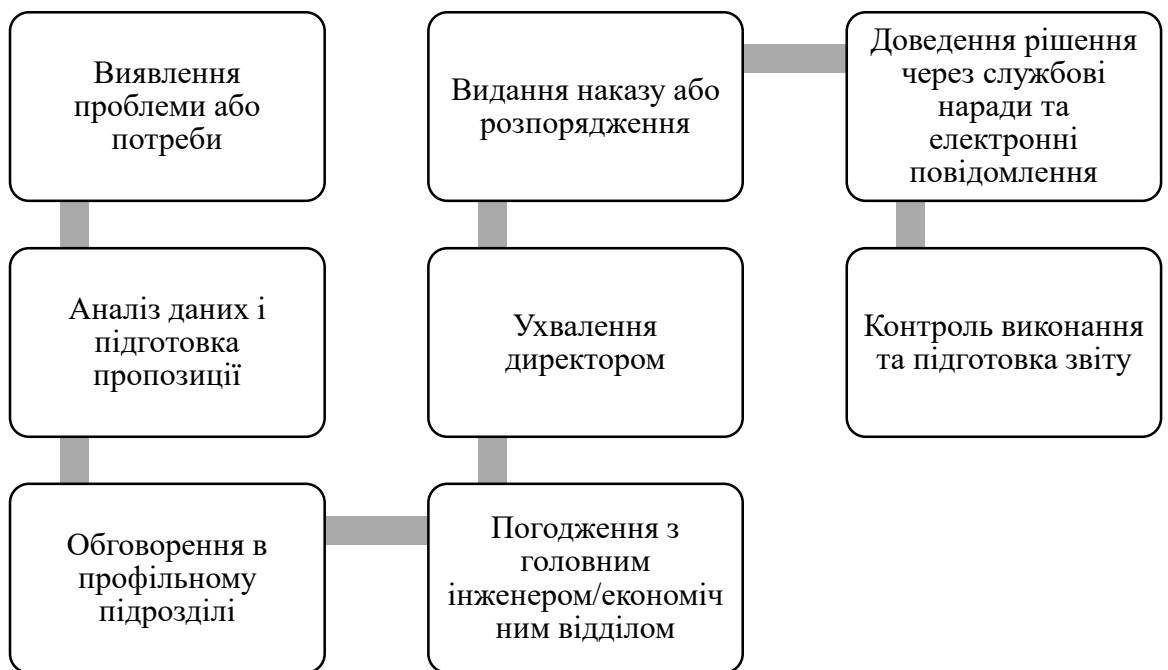 Виявлення
проблеми або
потреби
Аналіз даних і
підготовка
пропозиції
Обговорення в
профільному
підрозділі
Погодження з
головним
інженером/економіч
ним відділом
Ухвалення
директором
Видання наказу або
розпорядження
Доведення рішення
через службові
наради та
електронні
повідомлення
Контроль виконання
та підготовка звіту